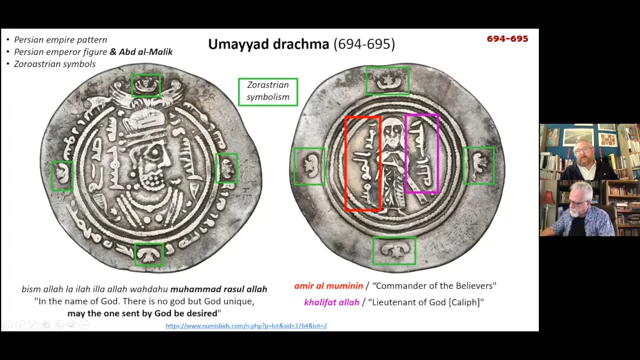 • Persian empire pattern
• Persian emperor figure & Abd al-Malik
• Zoroastrian symbols
Umayyad drachma (694-695)
694-695
Zorastrian
symbolism
bism allah la ilah illa allah wahdahu muhammad rasul allah
"In the name of God. There is no god but God unique,
may the one sent by God be desired"
amir al muminin / “Commander of the Believers"
khalifat allah / "Lieutenant of God [Caliph]"
https://www.numisbids.com/n.php?p=lot&sid=3764&lot=2